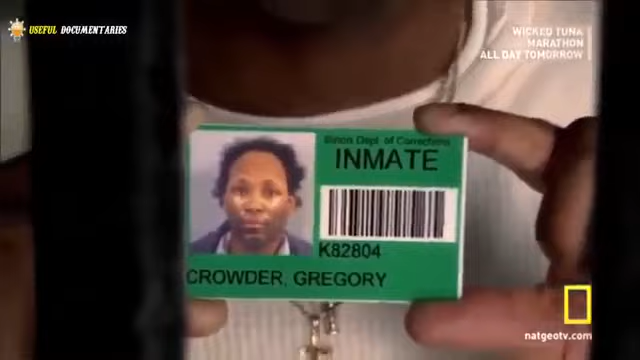 USEFUL DOCUMENTARIES
WICKED TUNA
MARATHON
ALL DAY TOMORROW
Illinois Dept. of Corrections
INMATE
K82804
CROWDER, GREGORY
natgeotv.com